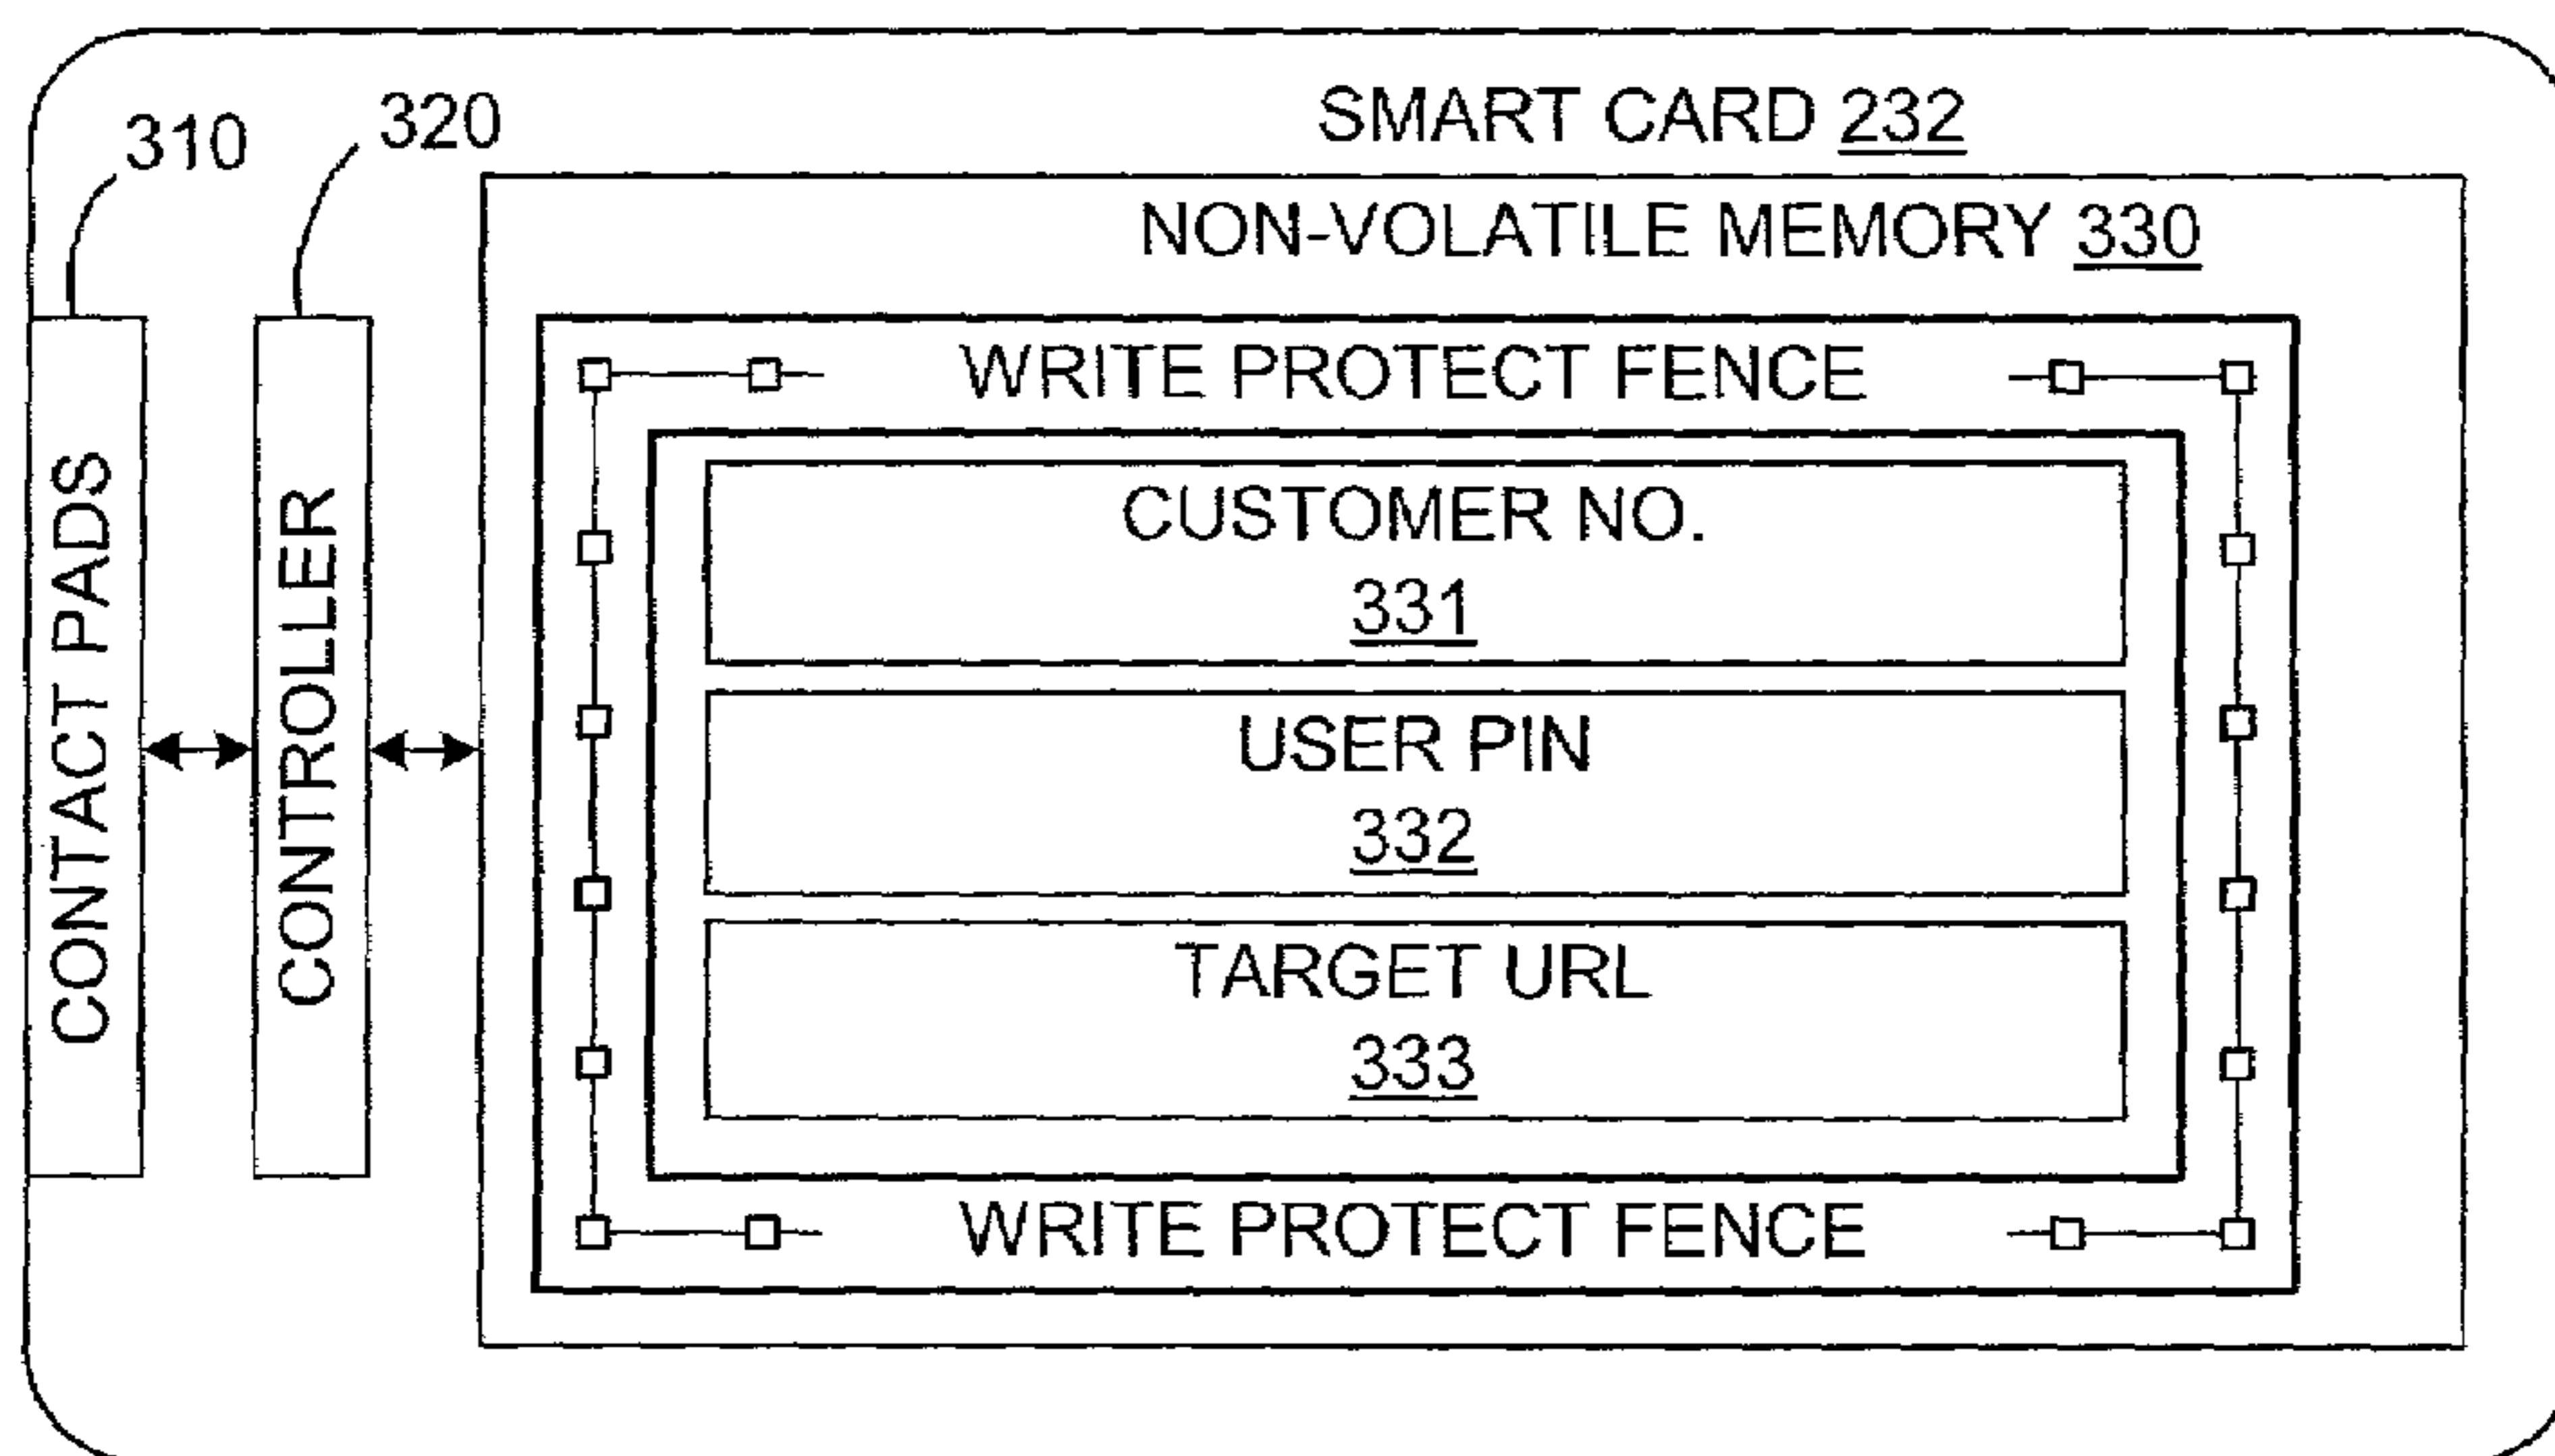 SMART CARD 232
310
320
NON-VOLATILE MEMORY 330
CONTACT PADS
CONTROLLER
WRITE PROTECT FENCE
CUSTOMER NO.
331
USER PIN
332
TARGET URL
333
WRITE PROTECT FENCE